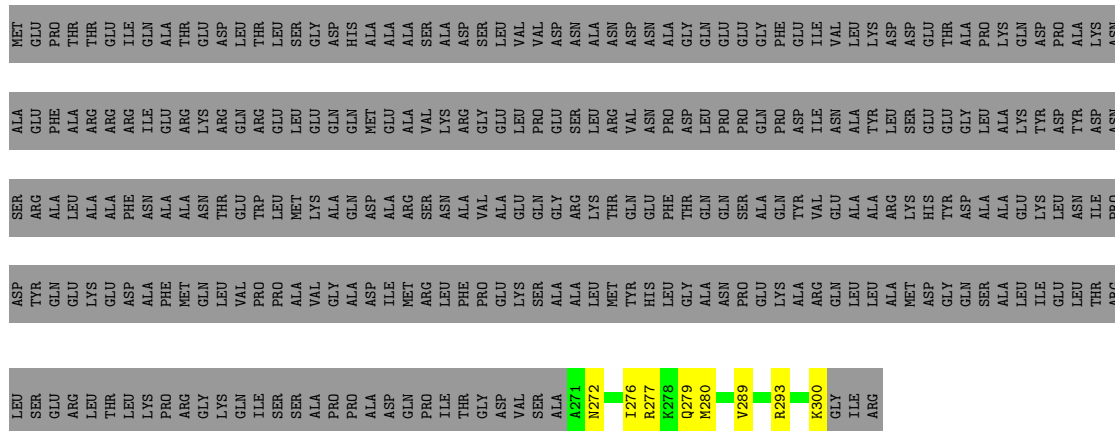 MET GLU PRO THR THR GLU ILE GLN ALA THR GLU ASP LEU THR LEU SER GLY ASP HIS ALA ALA ALA SER ALA ASP SER LEU VAL VAL ASP ASN ALA ASN ASP ASN ALA GLY GLN GLU GLU GLY PHE GLU ILE VAL LEU LYS ASP ASP GLU THR ALA PRO LYS GLN ASP PRO ALA LYS ASN
ALA GLU PHE ALA ARG ARG ARG ILE GLU ARG LYS ARG GLN ARG GLU LEU GLU GLN GLN MET GLU ALA VAL LYS ARG GLY GLU LEU PRO GLU SER LEU ARG VAL ASN PRO ASP LEU PRO PRO GLN PRO ASP ILE ASN ALA TYR LEU SER GLU GLU GLY LEU ALA LYS TYR ASP TYR ASP ASN
SER ARG ALA LEU ALA ALA PHE ASN ALA ALA ASN THR GLU TRP LEU MET LYS ALA GLN ASP ALA ARG SER ASN ALA VAL ALA GLU GLN GLY ARG LYS THR GLN GLU PHE THR GLN GLN SER ALA GLN TYR VAL GLU ALA ALA ARG LYS HIS TYR ASP ALA ALA GLU LYS LEU ASN ILE PRO
ASP TYR GLN GLU LYS GLU ASP ALA PHE MET GLN LEU VAL PRO PRO ALA VAL GLY ALA ASP ILE MET ARG LEU PHE PRO GLU LYS SER ALA ALA LEU MET TYR HIS LEU GLY ALA ASN PRO GLU LYS ALA ARG GLN LEU LEU ALA MET ASP GLY GLN SER ALA LEU ILE GLU LEU THR ARG
LEU SER GLU ARG LEU THR LEU LYS PRO ARG GLY LYS GLN ILE SER SER ALA PRO PRO ALA ASP GLN PRO ILE THR GLY ASP VAL SER ALA A271 N272 I276 R277 K278 Q279 M280 V289 R293 K300 GLY ILE ARG